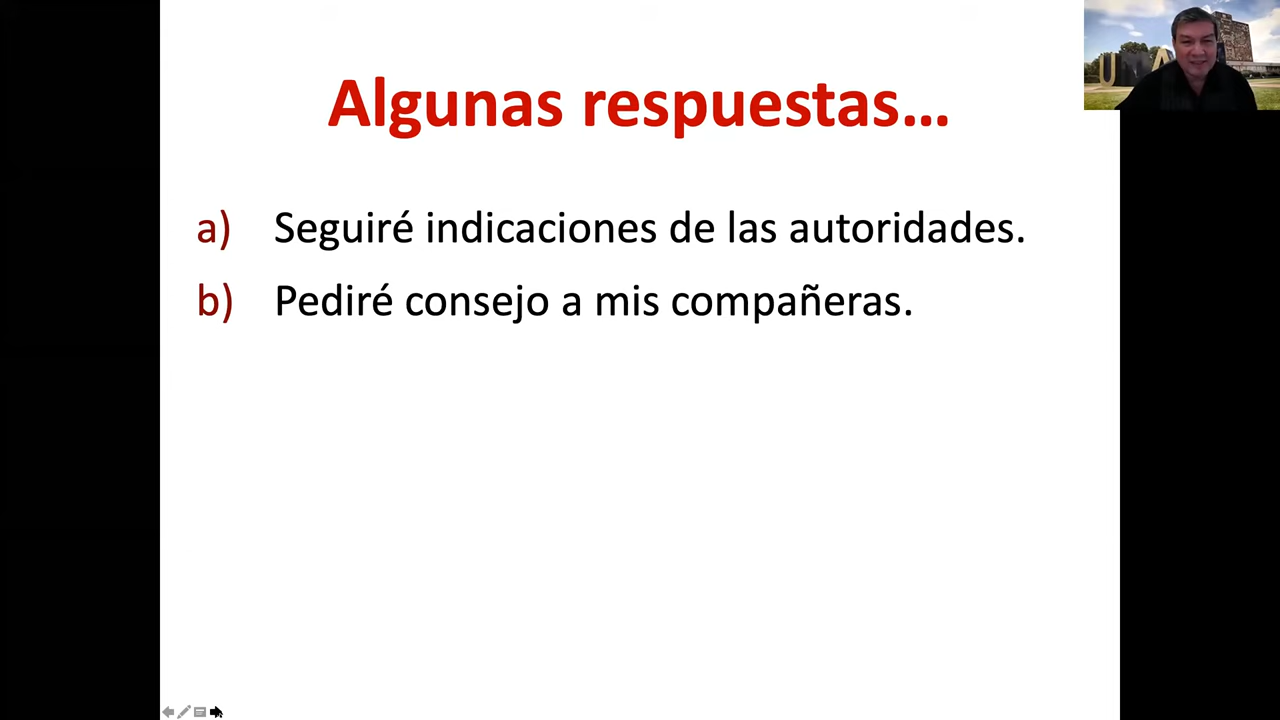 Algunas respuestas...
a) Seguiré indicaciones de las autoridades.
b) Pediré consejo a mis compañeras.